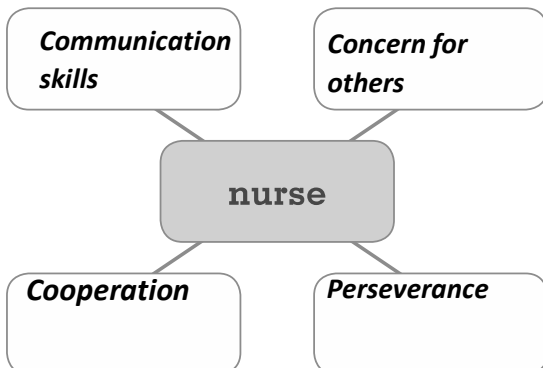 Communication
skills
Concern for
others
nurse
Cooperation
Perseverance